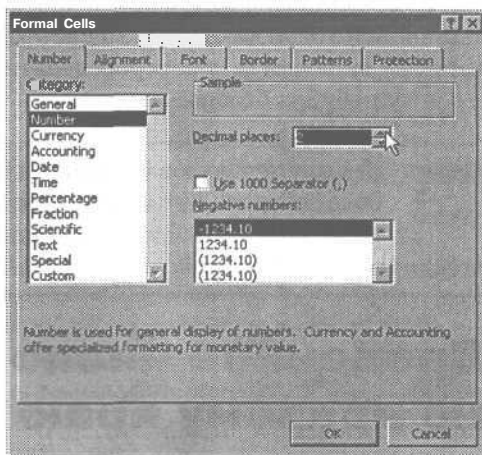 Formal Cells
Number Alignment Font Border Patterns Protection
Category:
General
Number
Currency
Accounting
Date
Time
Percentage
Fraction
Scientific
Text
Special
Custom
Sample
Decimal places: 2
Use 1000 Separator (,)
Negative numbers:
-1234.10
1234.10
(1234.10)
(1234.10)
Number is used for general display of numbers. Currency and Accounting
offer specialized formatting for monetary value.
OK Cancel